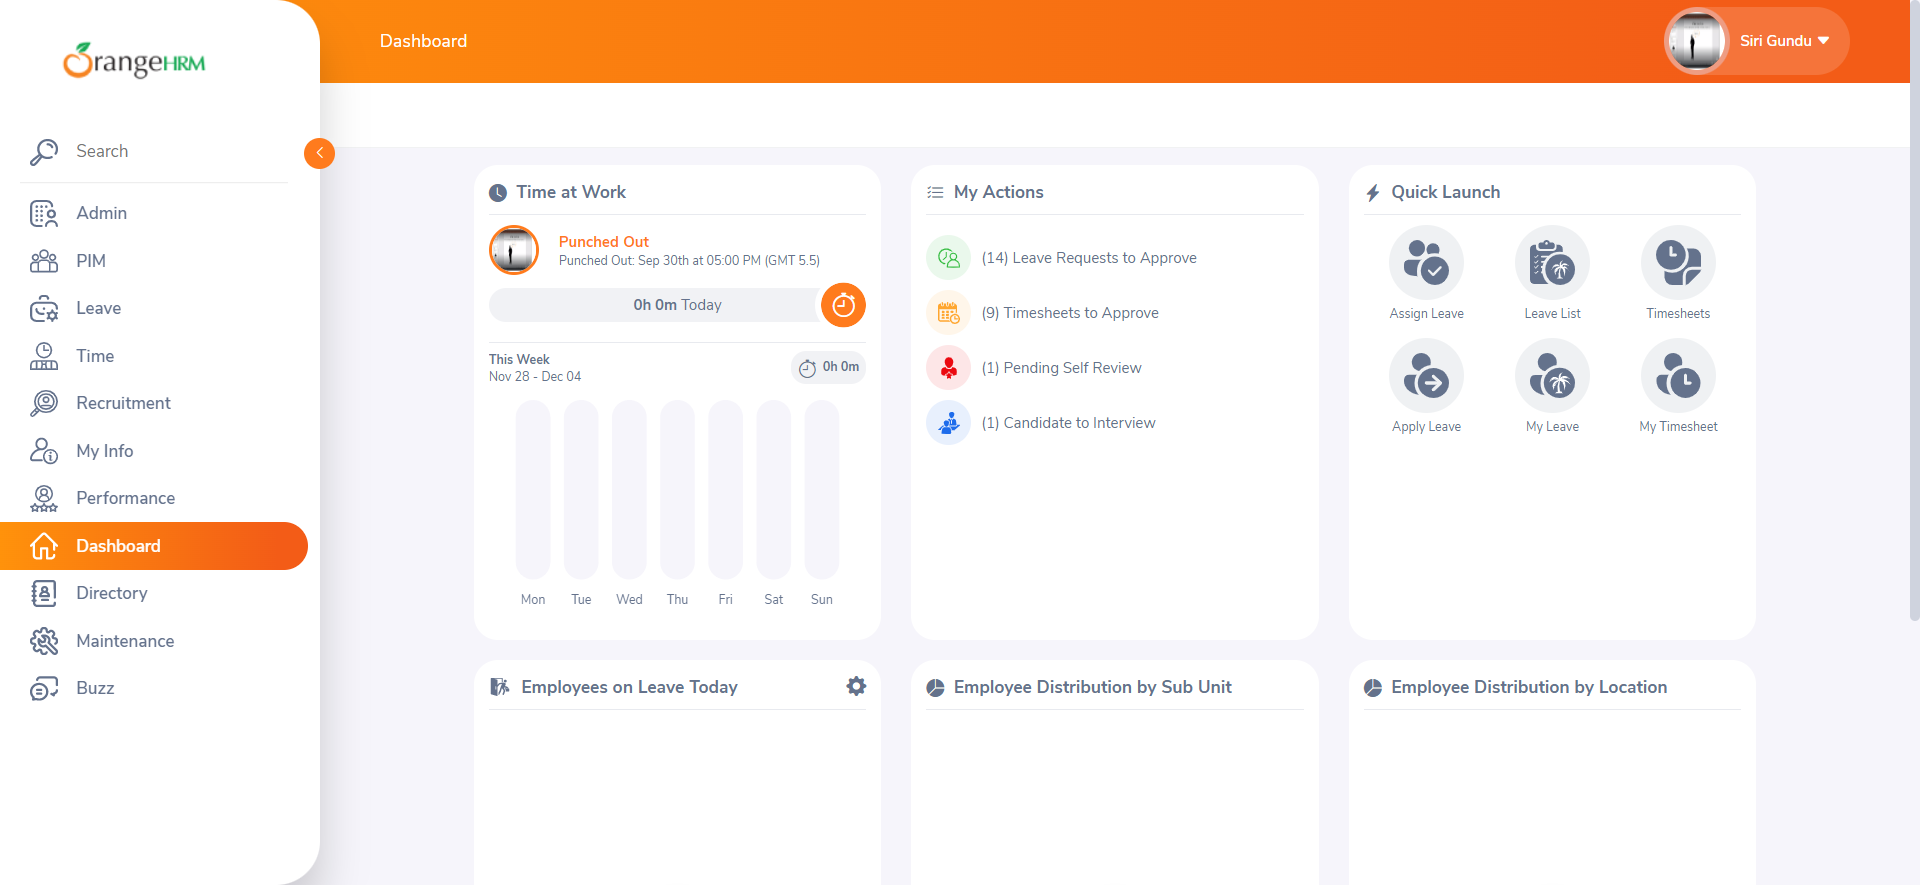 OrangeHRM
Search
Admin
PIM
Leave
Time
Recruitment
My Info
Performance
Dashboard
Directory
Maintenance
Buzz
Dashboard
Siri Gundu
Time at Work
Punched Out
Punched Out: Sep 30th at 05:00 PM (GMT 5.5)
0h 0m Today
This Week
Nov 28 - Dec 04
0h 0m
Mon Tue Wed Thu Fri Sat Sun
My Actions
(14) Leave Requests to Approve
(9) Timesheets to Approve
(1) Pending Self Review
(1) Candidate to Interview
Quick Launch
Assign Leave
Leave List
Timesheets
Apply Leave
My Leave
My Timesheet
Employees on Leave Today
Employee Distribution by Sub Unit
Employee Distribution by Location